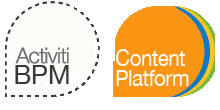 Activiti
BPM
Content
Platform